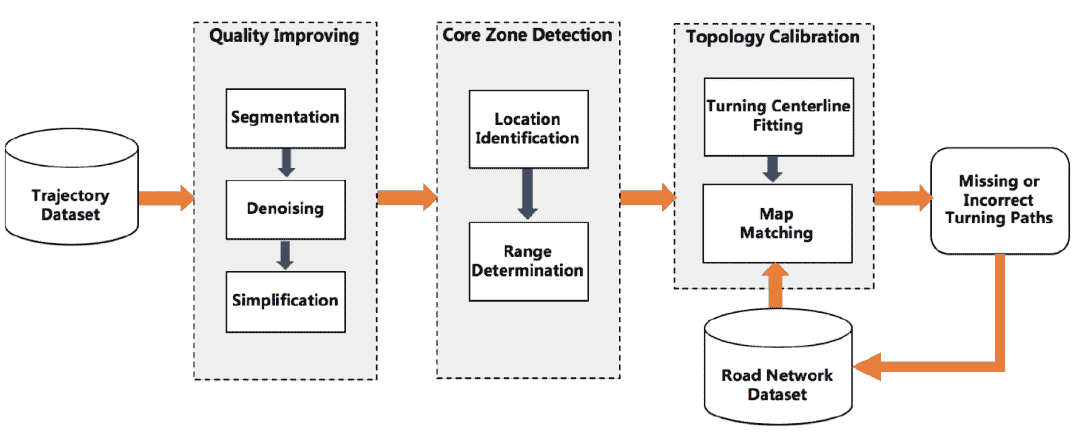 Trajectory
Dataset
Quality Improving
Segmentation
Denoising
Simplification
Core Zone Detection
Location
Identification
Range
Determination
Topology Calibration
Turning Centerline
Fitting
Map
Matching
Road Network
Dataset
Missing or
Incorrect
Turning Paths